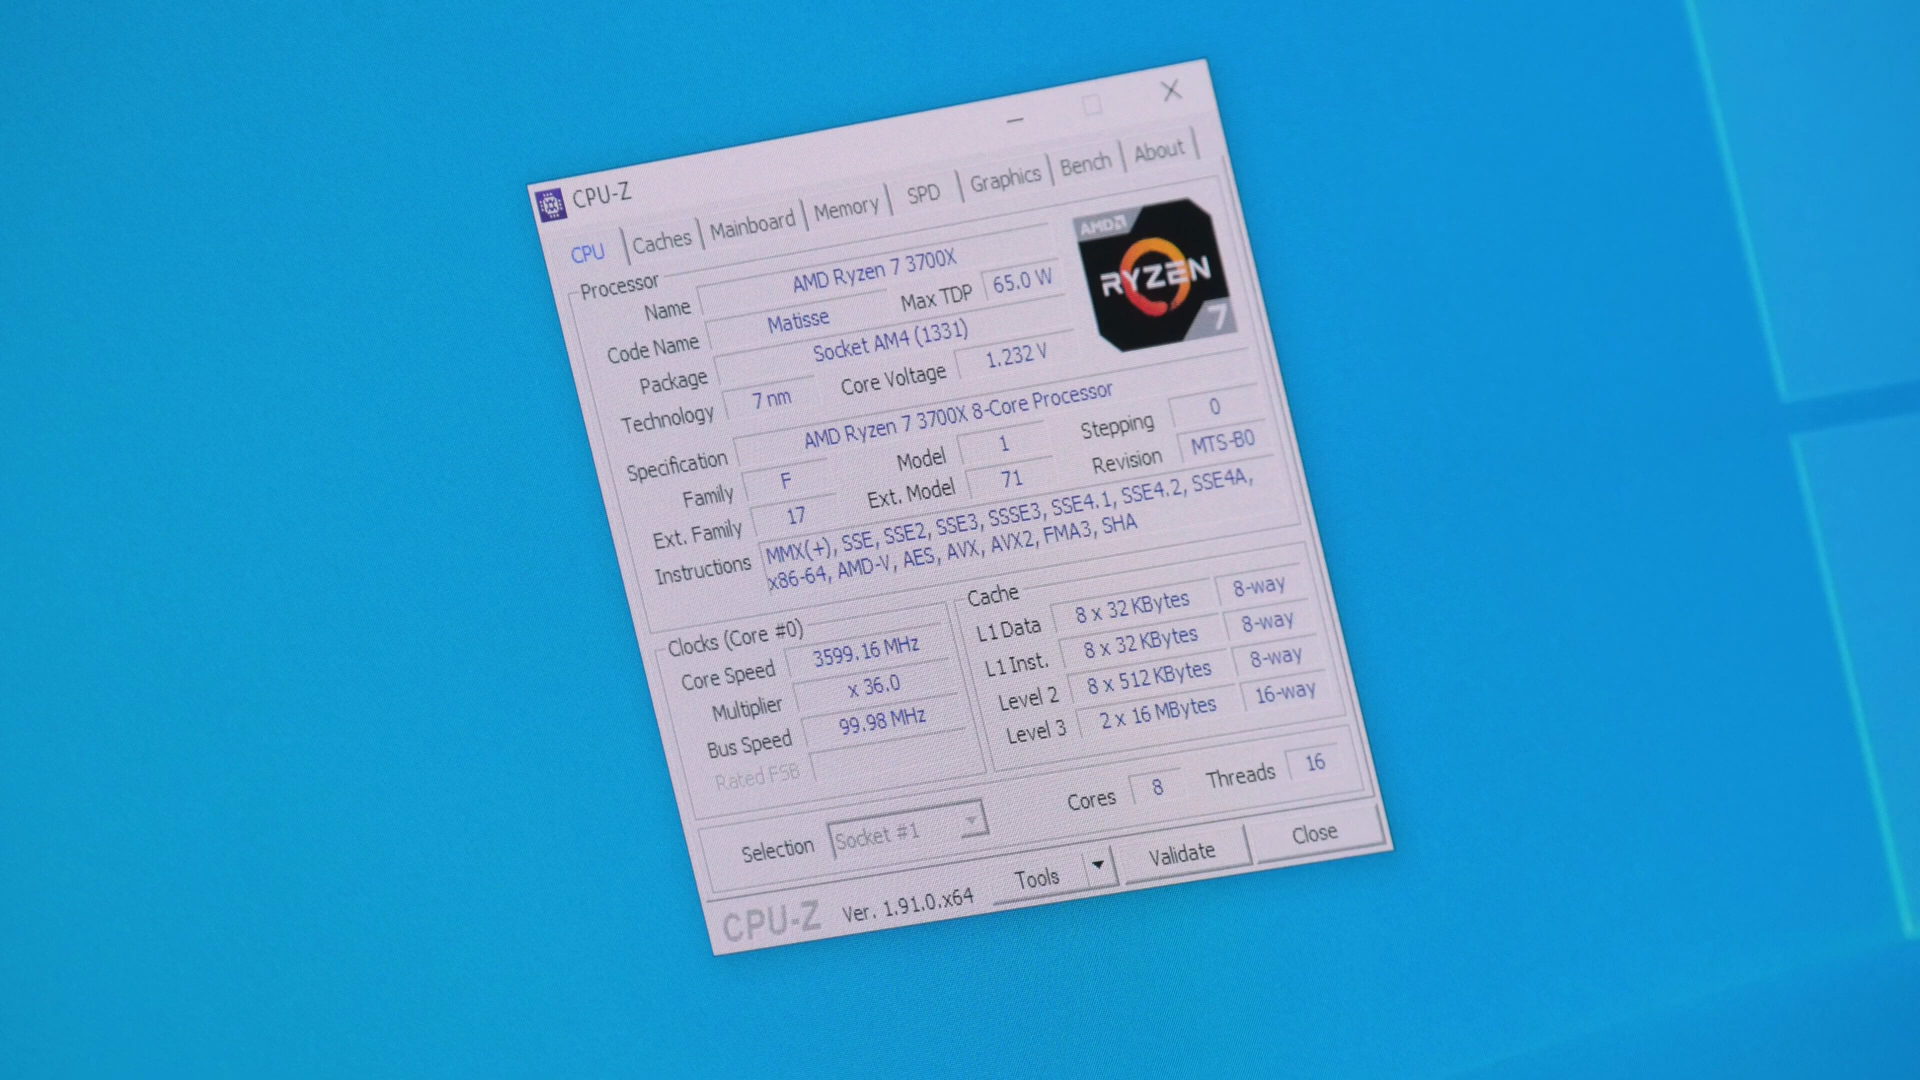 CPU-Z
CPU Caches Mainboard Memory SPD Graphics Bench About
Processor
Name AMD Ryzen 7 3700X
Code Name Matisse Max TDP 65.0 W
Package Socket AM4 (1331)
Technology 7 nm Core Voltage 1.232 V
AMD
RYZEN
7
Specification AMD Ryzen 7 3700X 8-Core Processor
Family F Model 1 Stepping 0
Ext. Family 17 Ext. Model 71 Revision MTS-B0
Instructions MMX(+), SSE, SSE2, SSE3, SSSE3, SSE4.1, SSE4.2, SSE4A,
x86-64, AMD-V, AES, AVX, AVX2, FMA3, SHA
Clocks (Core #0)
Core Speed 3599.16 MHz
Multiplier x 36.0
Bus Speed 99.98 MHz
Rated FSB
Cache
L1 Data 8 x 32 KBytes 8-way
L1 Inst. 8 x 32 KBytes 8-way
Level 2 8 x 512 KBytes 8-way
Level 3 2 x 16 MBytes 16-way
Selection Socket #1 Cores 8 Threads 16
CPU-Z Ver. 1.91.0.x64 Tools Validate Close